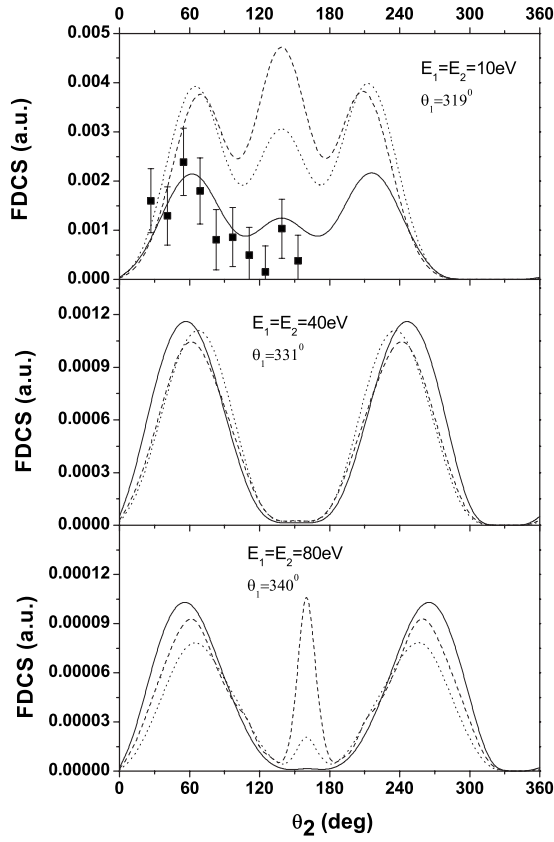 0 60 120 180 240 300 360
0.005
0.004
0.003
0.002
0.001
0.000
FDCS (a.u.)
E₁=E₂=10eV
θ₁=319⁰
0.0012
0.0009
0.0006
0.0003
0.0000
FDCS (a.u.)
E₁=E₂=40eV
θ₁=331⁰
0.00012
0.00009
0.00006
0.00003
0.00000
FDCS (a.u.)
E₁=E₂=80eV
θ₁=340⁰
0 60 120 180 240 300 360
θ₂ (deg)